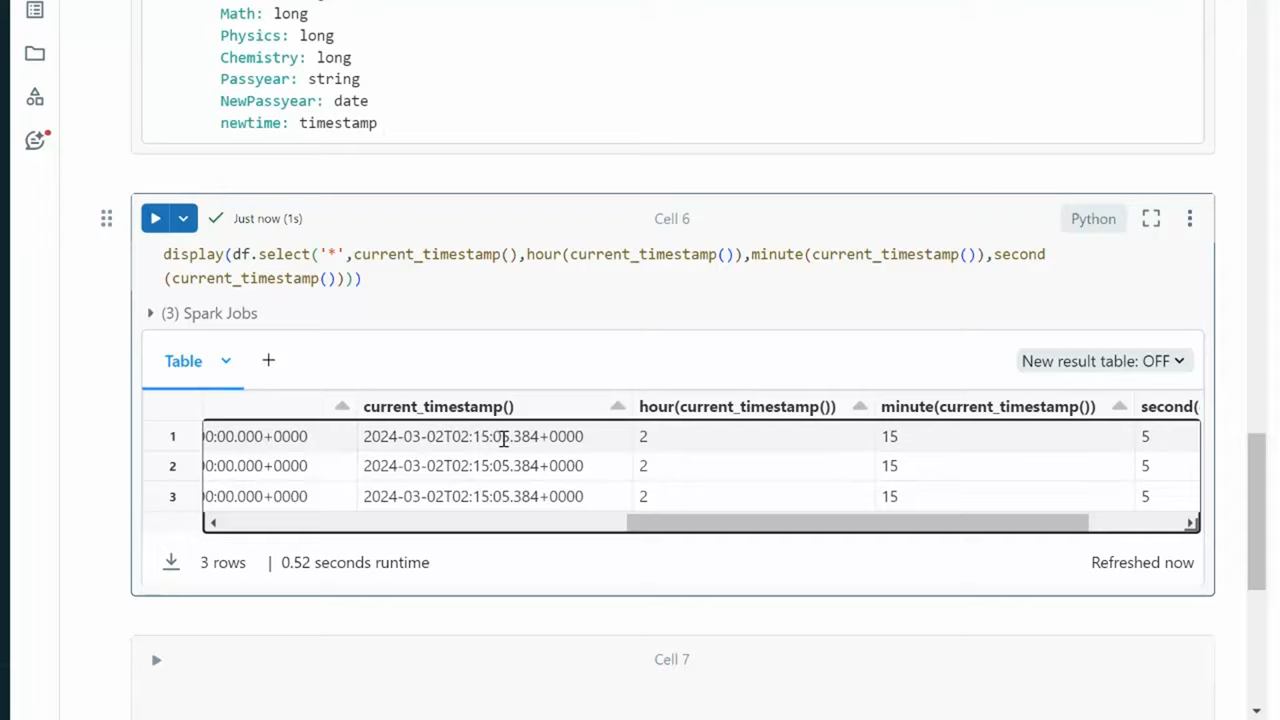 Math: long
Physics: long
Chemistry: long
Passyear: string
NewPassyear: date
newtime: timestamp
Just now (1s)
Cell 6
Python
display(df.select('*',current_timestamp(),hour(current_timestamp()),minute(current_timestamp()),second
(current_timestamp())))
(3) Spark Jobs
Table
New result table: OFF
current_timestamp() hour(current_timestamp()) minute(current_timestamp()) second(
1 00:00.000+0000 2024-03-02T02:15:05.384+0000 2 15 5
2 00:00.000+0000 2024-03-02T02:15:05.384+0000 2 15 5
3 00:00.000+0000 2024-03-02T02:15:05.384+0000 2 15 5
3 rows | 0.52 seconds runtime
Refreshed now
Cell 7